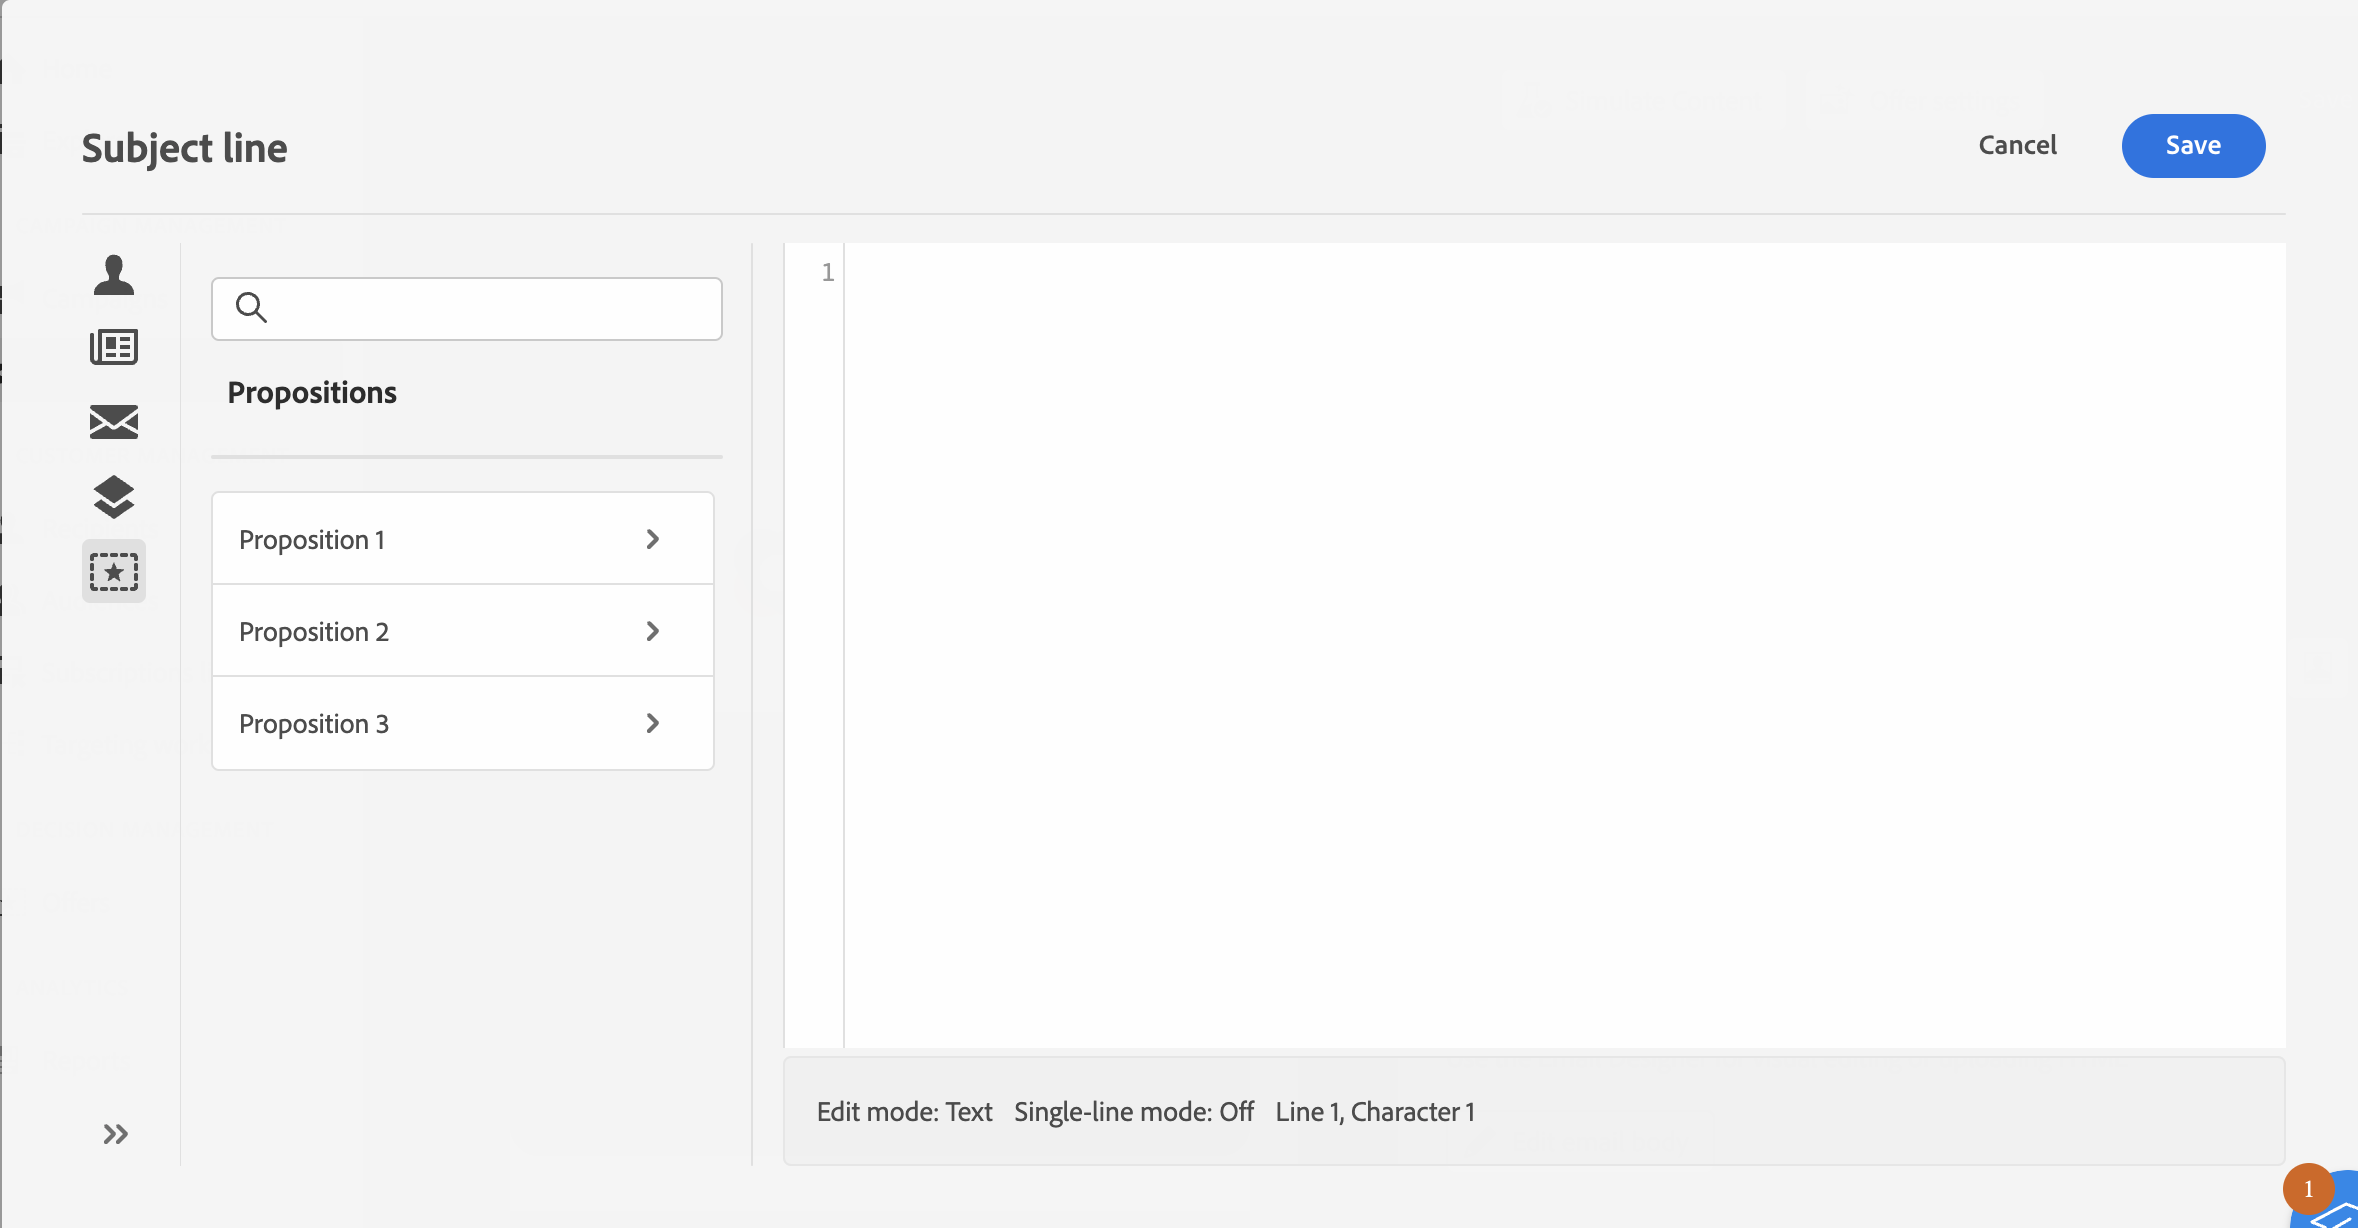 Subject line
Cancel
Save
Propositions
Proposition 1
Proposition 2
Proposition 3
1
Edit mode: Text Single-line mode: Off Line 1, Character 1
1